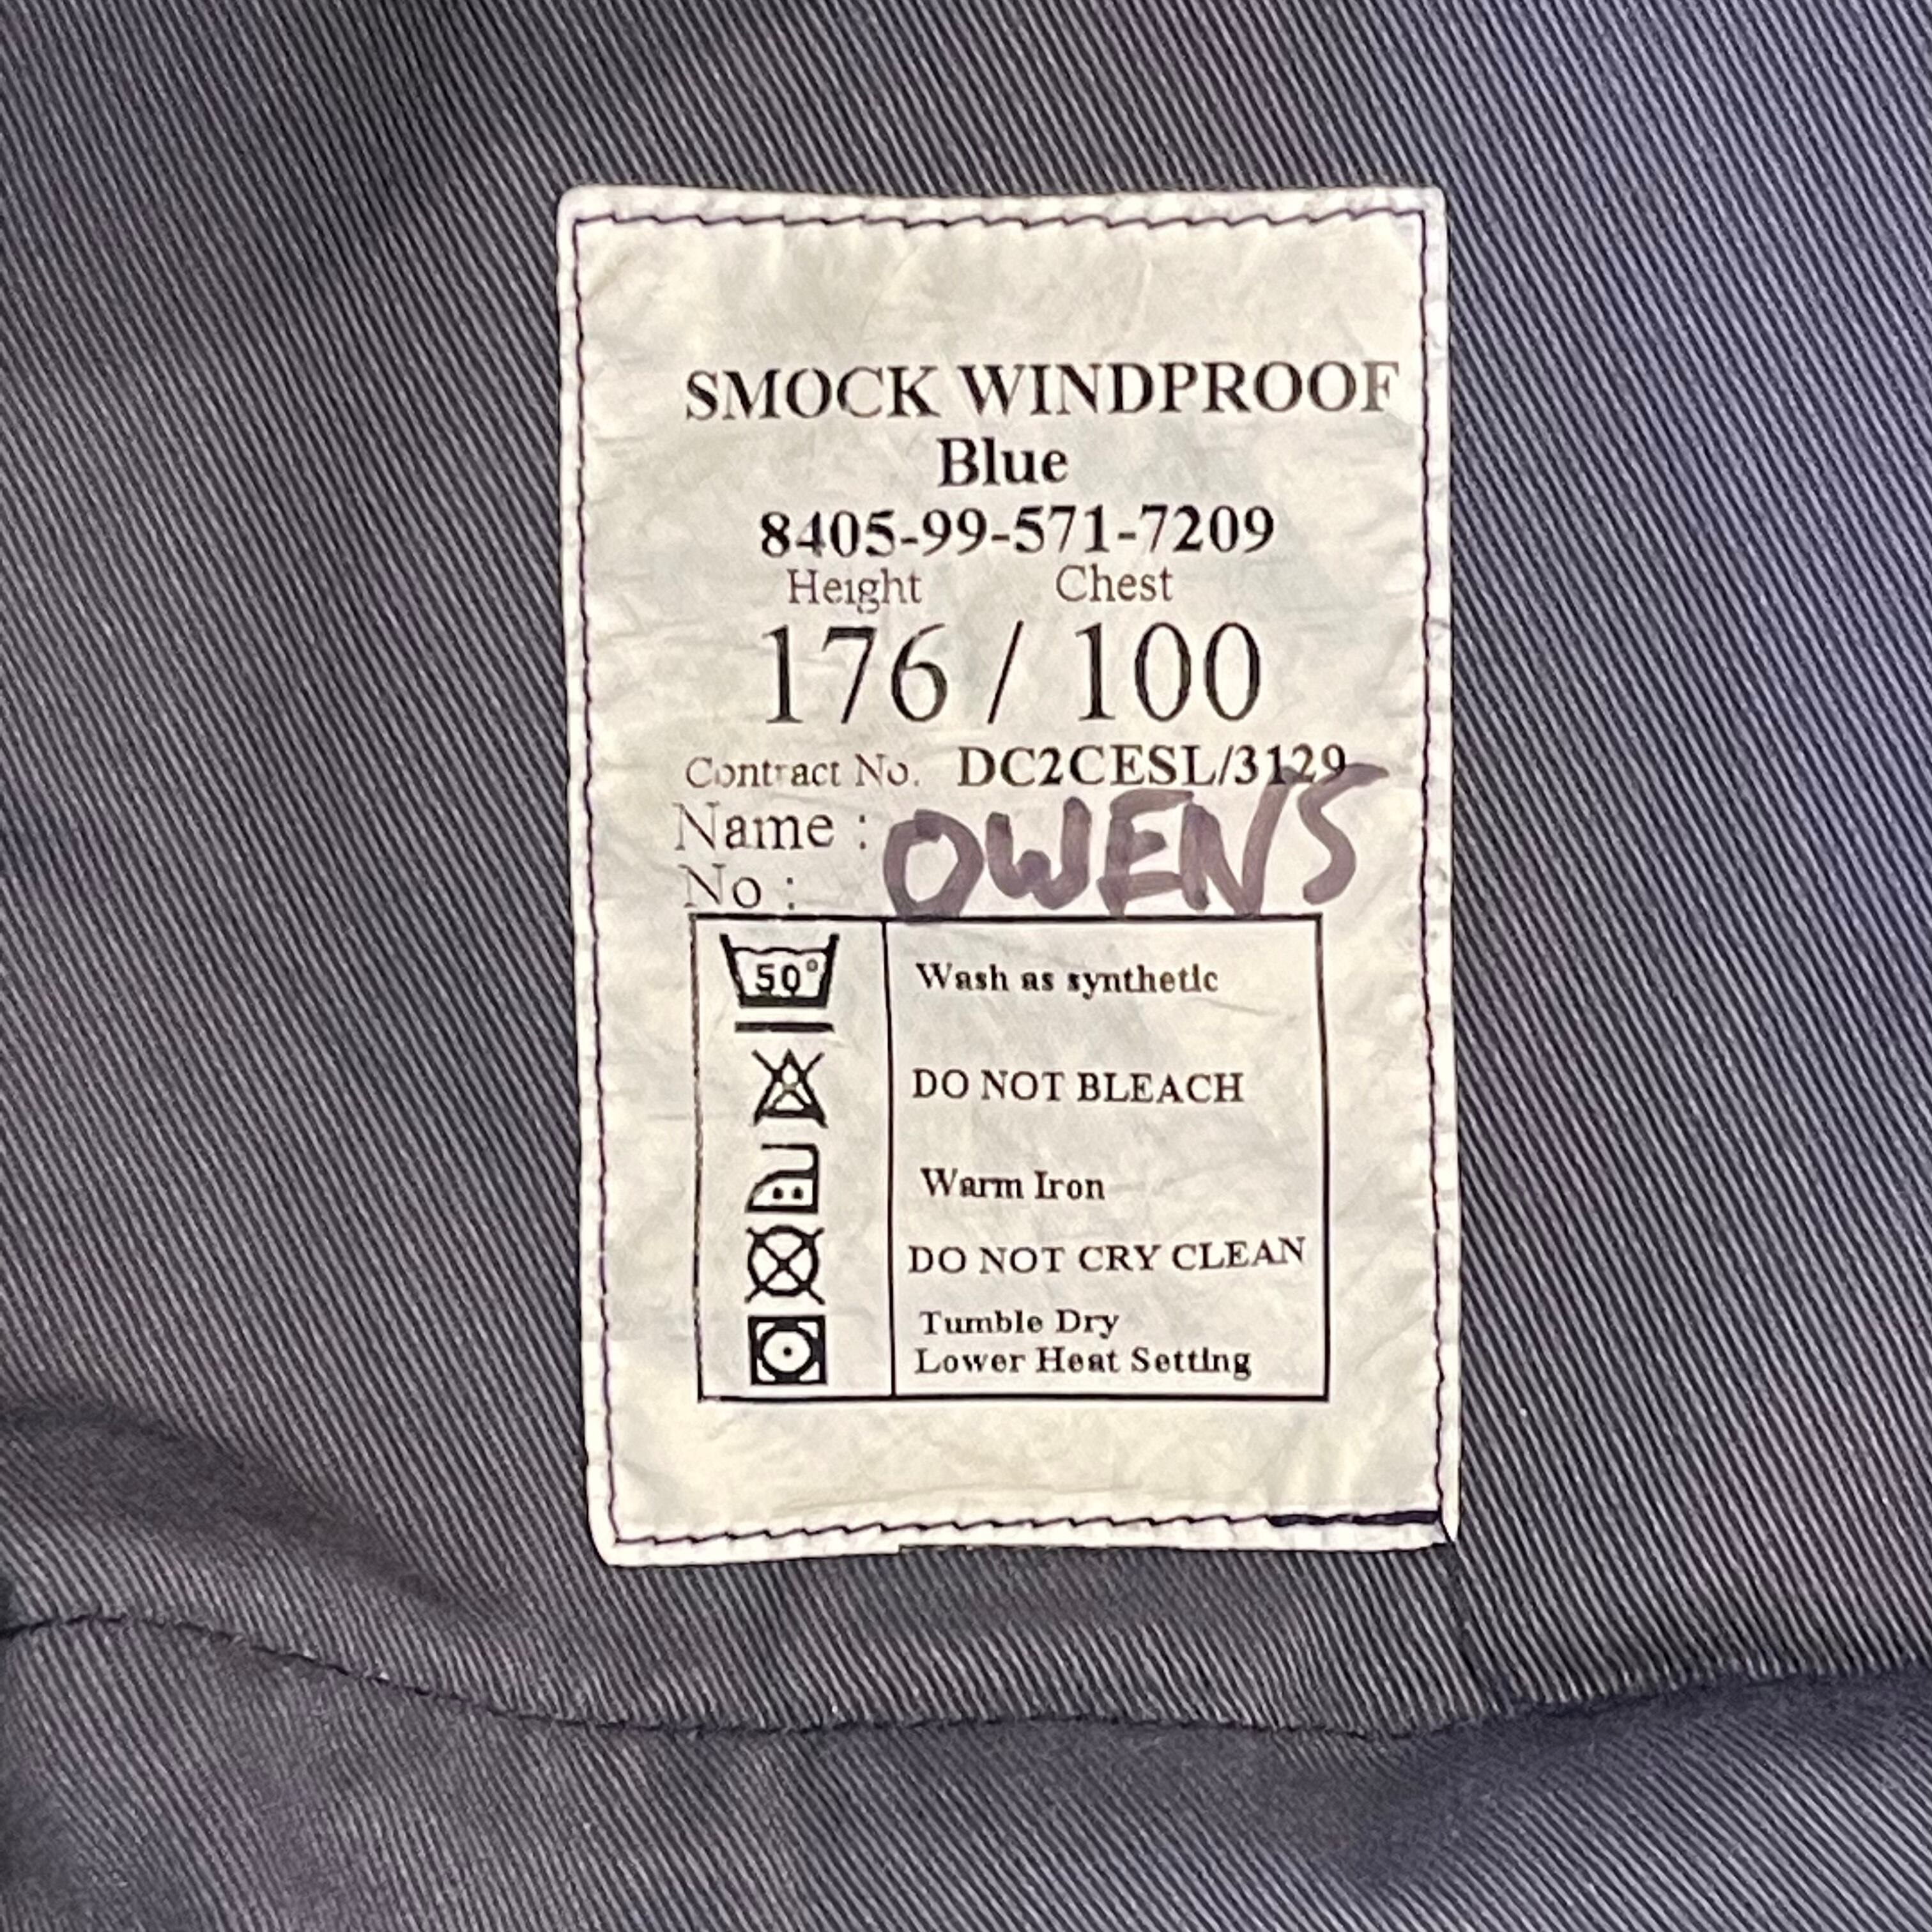 SMOCK WINDPROOF
Blue
8405-99-571-7209
Height Chest
176 / 100
Contract No. DC2CESL/3129
Name : OWENS
No :
50° Wash as synthetic
DO NOT BLEACH
Warm Iron
DO NOT CRY CLEAN
Tumble Dry
Lower Heat Setting